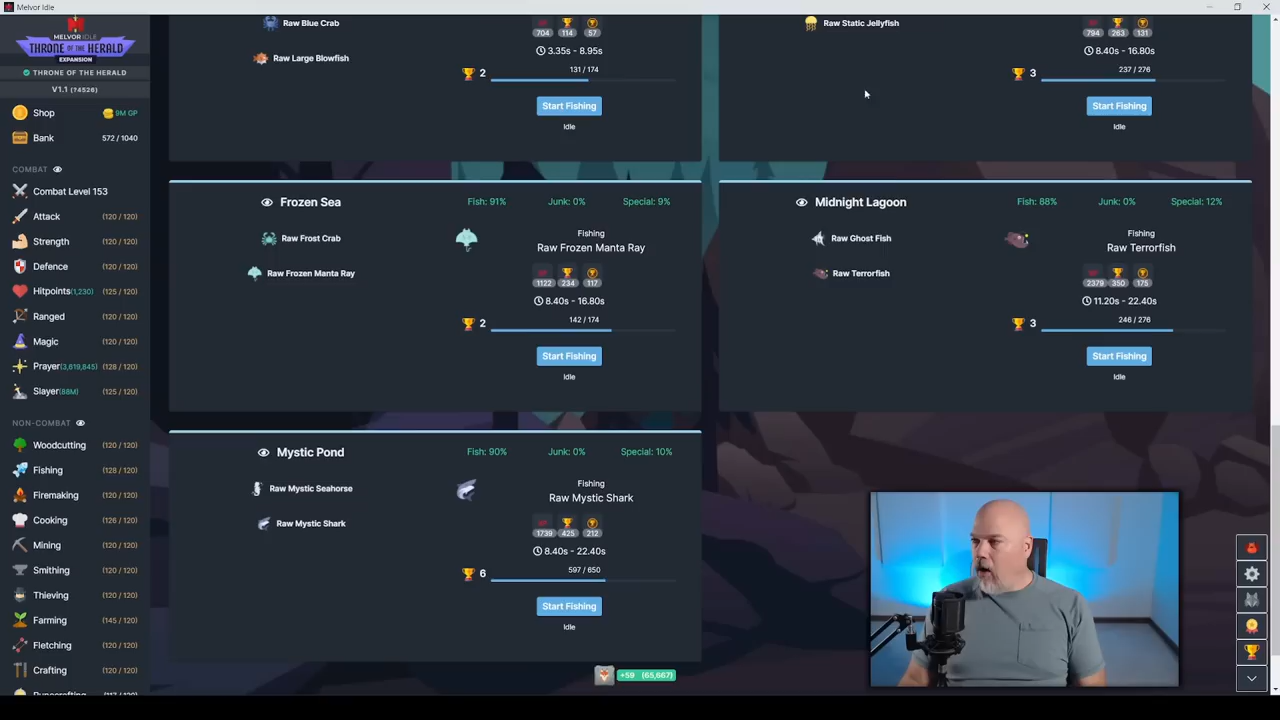 Melvor Idle
MELVOR IDLE
THRONE OF THE HERALD
EXPANSION
THRONE OF THE HERALD
V1.1 (?4526)
Shop 9M GP
Bank 572 / 1040
COMBAT
Combat Level 153
Attack (120 / 120)
Strength (120 / 120)
Defence (120 / 120)
Hitpoints(1,230) (125 / 120)
Ranged (120 / 120)
Magic (120 / 120)
Prayer(3,619,845) (128 / 120)
Slayer(88M) (125 / 120)
NON-COMBAT
Woodcutting (120 / 120)
Fishing (128 / 120)
Firemaking (120 / 120)
Cooking (126 / 120)
Mining (120 / 120)
Smithing (120 / 120)
Thieving (120 / 120)
Farming (145 / 120)
Fletching (120 / 120)
Crafting (120 / 120)
Raw Blue Crab
Raw Large Blowfish
704 114 57
3.35s - 8.95s
131 / 174
2
Start Fishing
Idle
Raw Static Jellyfish
794 263 131
8.40s - 16.80s
237 / 276
3
Start Fishing
Idle
Frozen Sea
Fish: 91% Junk: 0% Special: 9%
Raw Frost Crab
Raw Frozen Manta Ray
Fishing
Raw Frozen Manta Ray
1122 234 117
8.40s - 16.80s
142 / 174
2
Start Fishing
Idle
Midnight Lagoon
Fish: 88% Junk: 0% Special: 12%
Raw Ghost Fish
Raw Terrorfish
Fishing
Raw Terrorfish
2379 350 175
11.20s - 22.40s
246 / 276
3
Start Fishing
Idle
Mystic Pond
Fish: 90% Junk: 0% Special: 10%
Raw Mystic Seahorse
Raw Mystic Shark
Fishing
Raw Mystic Shark
1739 425 212
8.40s - 22.40s
597 / 650
6
Start Fishing
Idle
+59 (65,667)